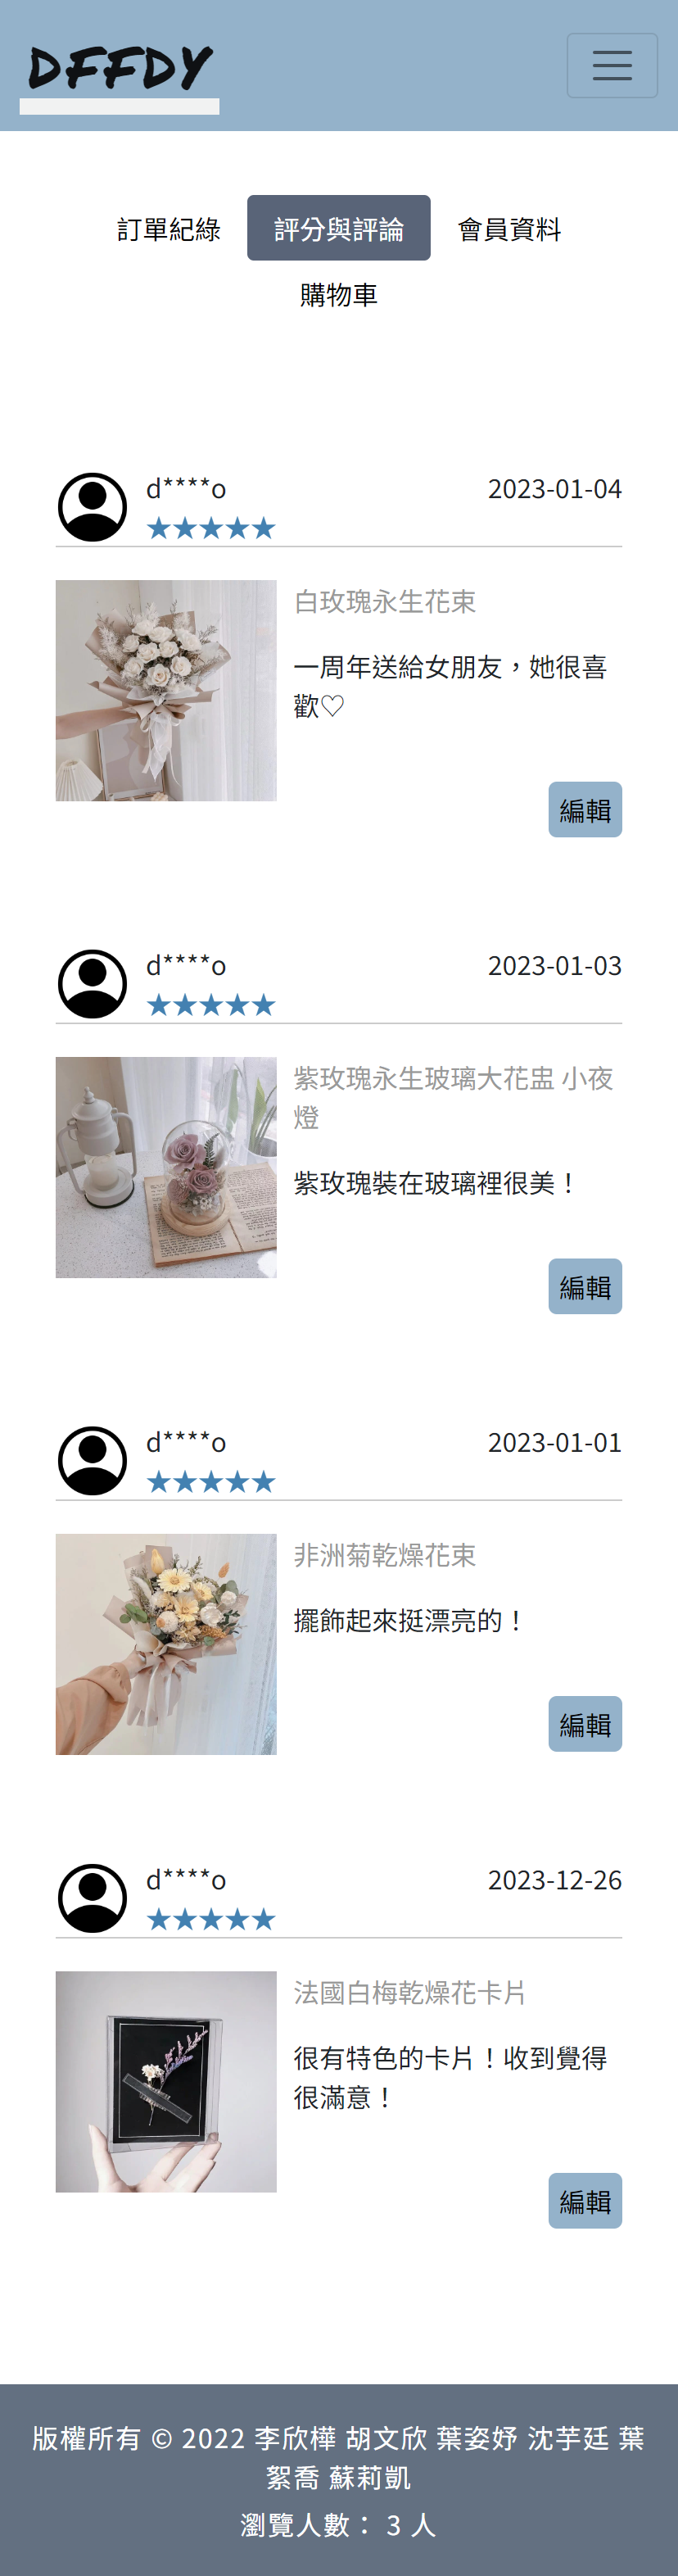 DFFDY
訂單紀綠 評分與評論 會員資料
購物車
d****o 2023-01-04
★★★★★
白玫瑰永生花束
一周年送給女朋友，她很喜
歡♡
編輯
d****o 2023-01-03
★★★★★
紫玫瑰永生玻璃大花盅 小夜
燈
紫玫瑰裝在玻璃裡很美！
編輯
d****o 2023-01-01
★★★★★
非洲菊乾燥花束
擺飾起來挺漂亮的！
編輯
d****o 2023-12-26
★★★★★
法國白梅乾燥花卡片
很有特色的卡片！收到覺得
很滿意！
編輯
版權所有 © 2022 李欣樺 胡文欣 葉姿妤 沈芋廷 葉
絮喬 蘇莉凱
瀏覽人數： 3 人